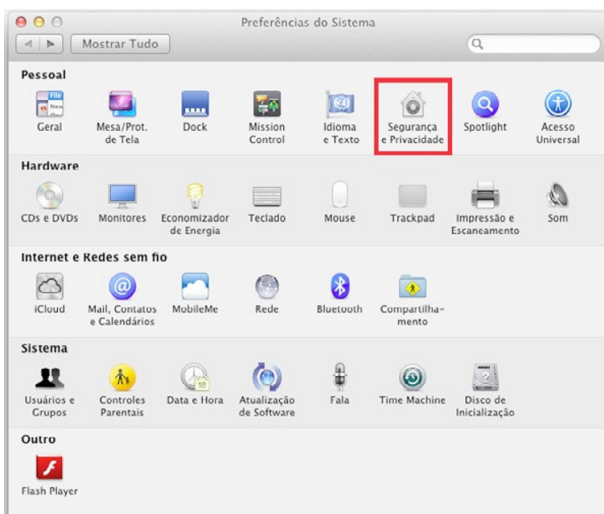 Preferências do Sistema
Mostrar Tudo
Pessoal
Geral
Mesa/Prot.
de Tela
Dock
Mission
Control
Idioma
e Texto
Segurança
e Privacidade
Spotlight
Acesso
Universal
Hardware
CDs e DVDs
Monitores
Economizador
de Energia
Teclado
Mouse
Trackpad
Impressão e
Escaneamento
Som
Internet e Redes sem fio
iCloud
Mail, Contatos
e Calendários
MobileMe
Rede
Bluetooth
Compartilha-
mento
Sistema
Usuários e
Grupos
Controles
Parentais
Data e Hora
Atualização
de Software
Fala
Time Machine
Disco de
Inicialização
Outro
Flash Player